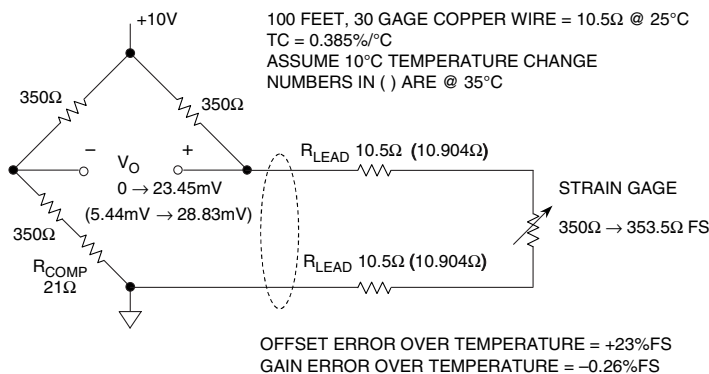 +10V
100 FEET, 30 GAGE COPPER WIRE = 10.5Ω @ 25°C
TC = 0.385%/°C
ASSUME 10°C TEMPERATURE CHANGE
NUMBERS IN ( ) ARE @ 35°C
350Ω
350Ω
– +
V_O
0 → 23.45mV
(5.44mV → 28.83mV)
R_LEAD 10.5Ω (10.904Ω)
STRAIN GAGE
350Ω → 353.5Ω FS
350Ω
R_COMP
21Ω
R_LEAD 10.5Ω (10.904Ω)
OFFSET ERROR OVER TEMPERATURE = +23%FS
GAIN ERROR OVER TEMPERATURE = –0.26%FS